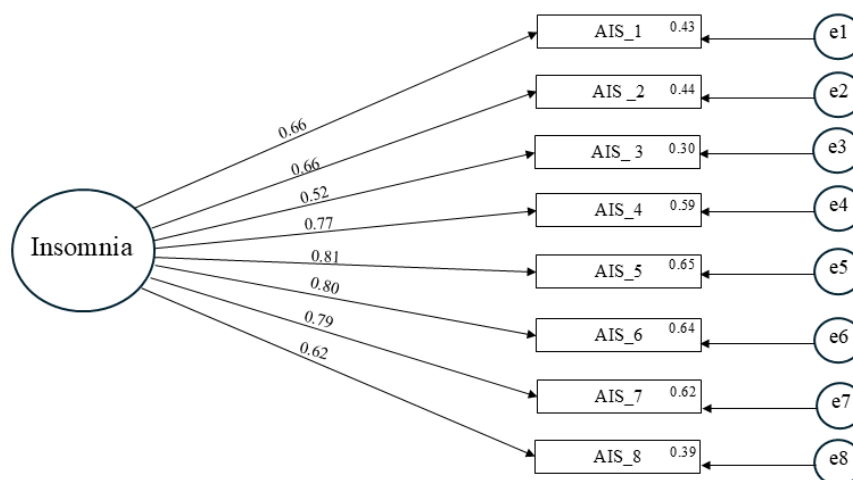 AIS_1 0.43
e1
0.66
AIS _2 0.44
e2
0.66
AIS_ 3 0.30
e3
0.52
AIS_4 0.59
e4
0.77
Insomnia
AIS_5 0.65
e5
0.81
AIS_6 0.64
e6
0.80
AIS_7 0.62
e7
0.79
AIS_8 0.39
e8
0.62